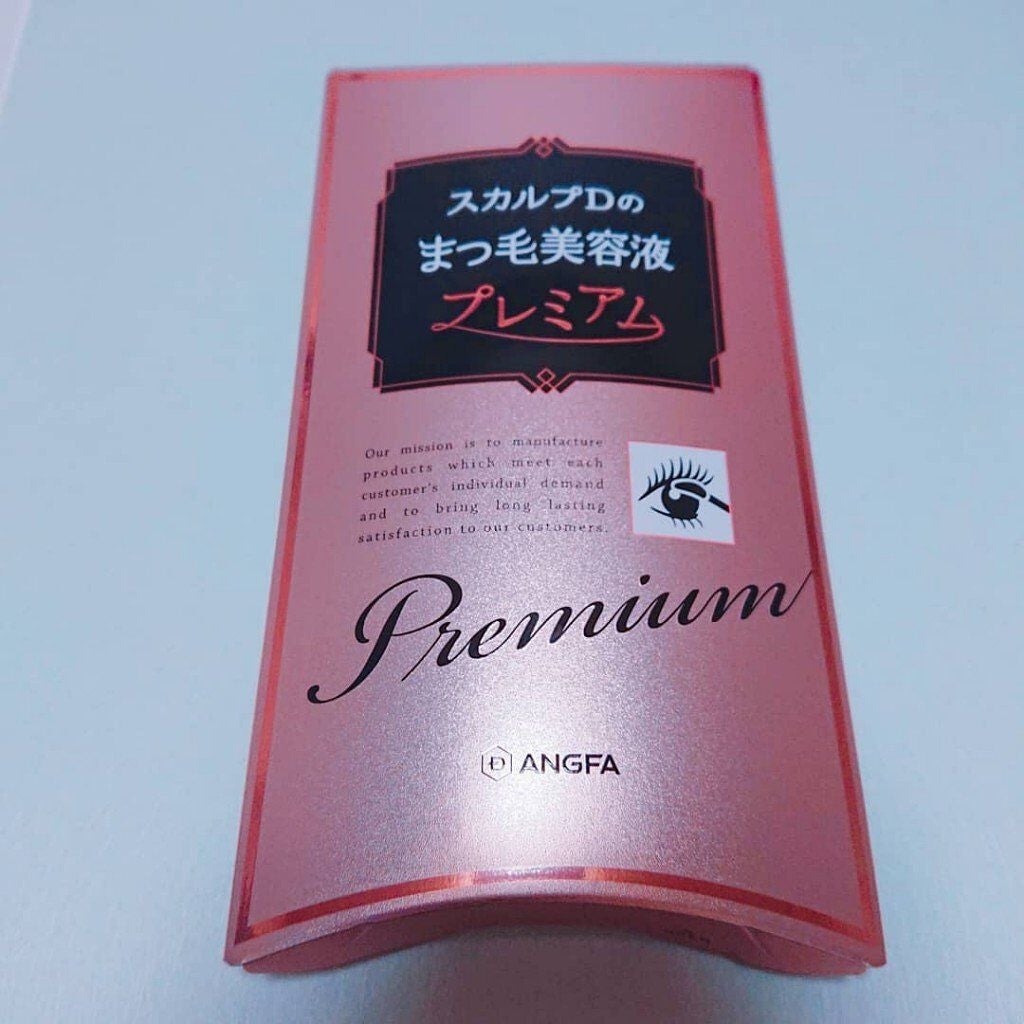 スカルプDの
まつ毛美容液
プレミアム
Our mission is to manufacture
products which meet each
customer's individual demand
and to bring long lasting
satisfaction to our customers.
Premium
ANGFA